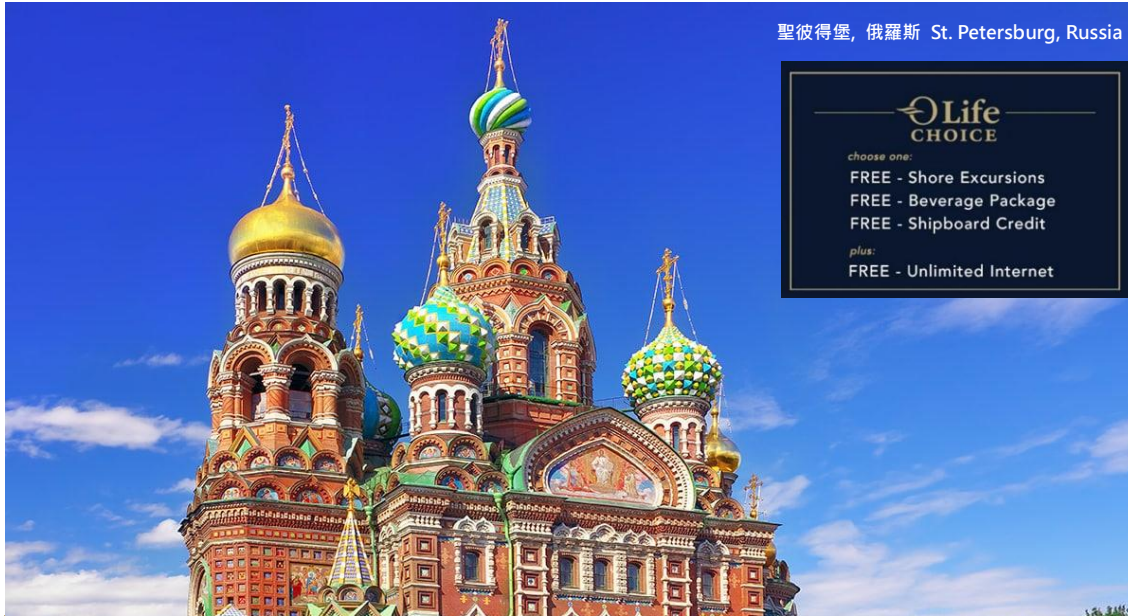 聖彼得堡, 俄羅斯 St. Petersburg, Russia
OLife
CHOICE
choose one:
FREE - Shore Excursions
FREE - Beverage Package
FREE - Shipboard Credit
plus:
FREE - Unlimited Internet